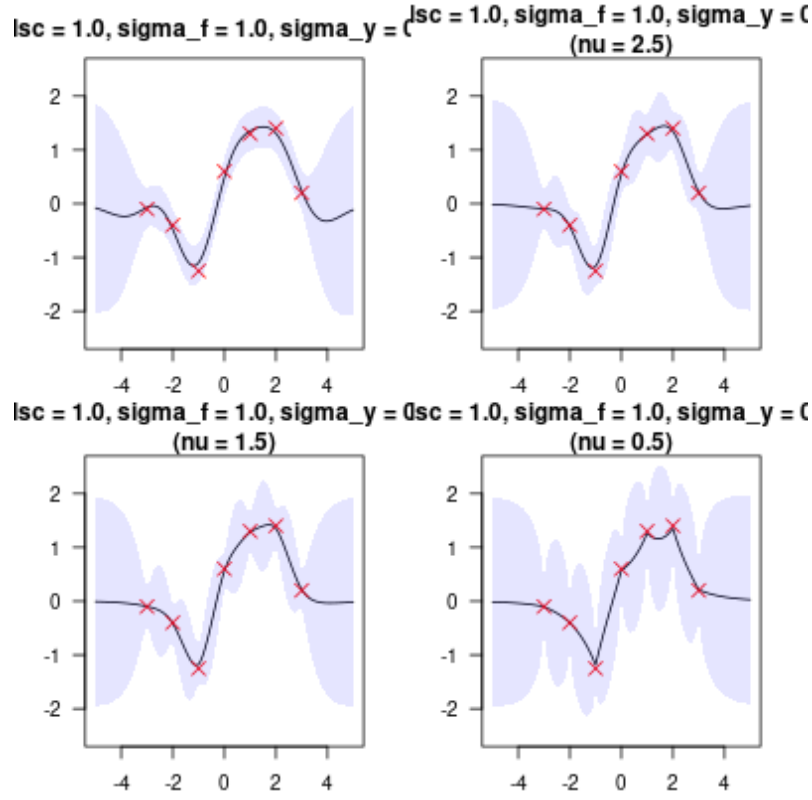 lsc = 1.0, sigma_f = 1.0, sigma_y = 0
lsc = 1.0, sigma_f = 1.0, sigma_y = 0
(nu = 2.5)
2
1
0
-1
-2
-4 -2 0 2 4
2
1
0
-1
-2
-4 -2 0 2 4
lsc = 1.0, sigma_f = 1.0, sigma_y = 0
(nu = 1.5)
lsc = 1.0, sigma_f = 1.0, sigma_y = 0
(nu = 0.5)
2
1
0
-1
-2
-4 -2 0 2 4
2
1
0
-1
-2
-4 -2 0 2 4